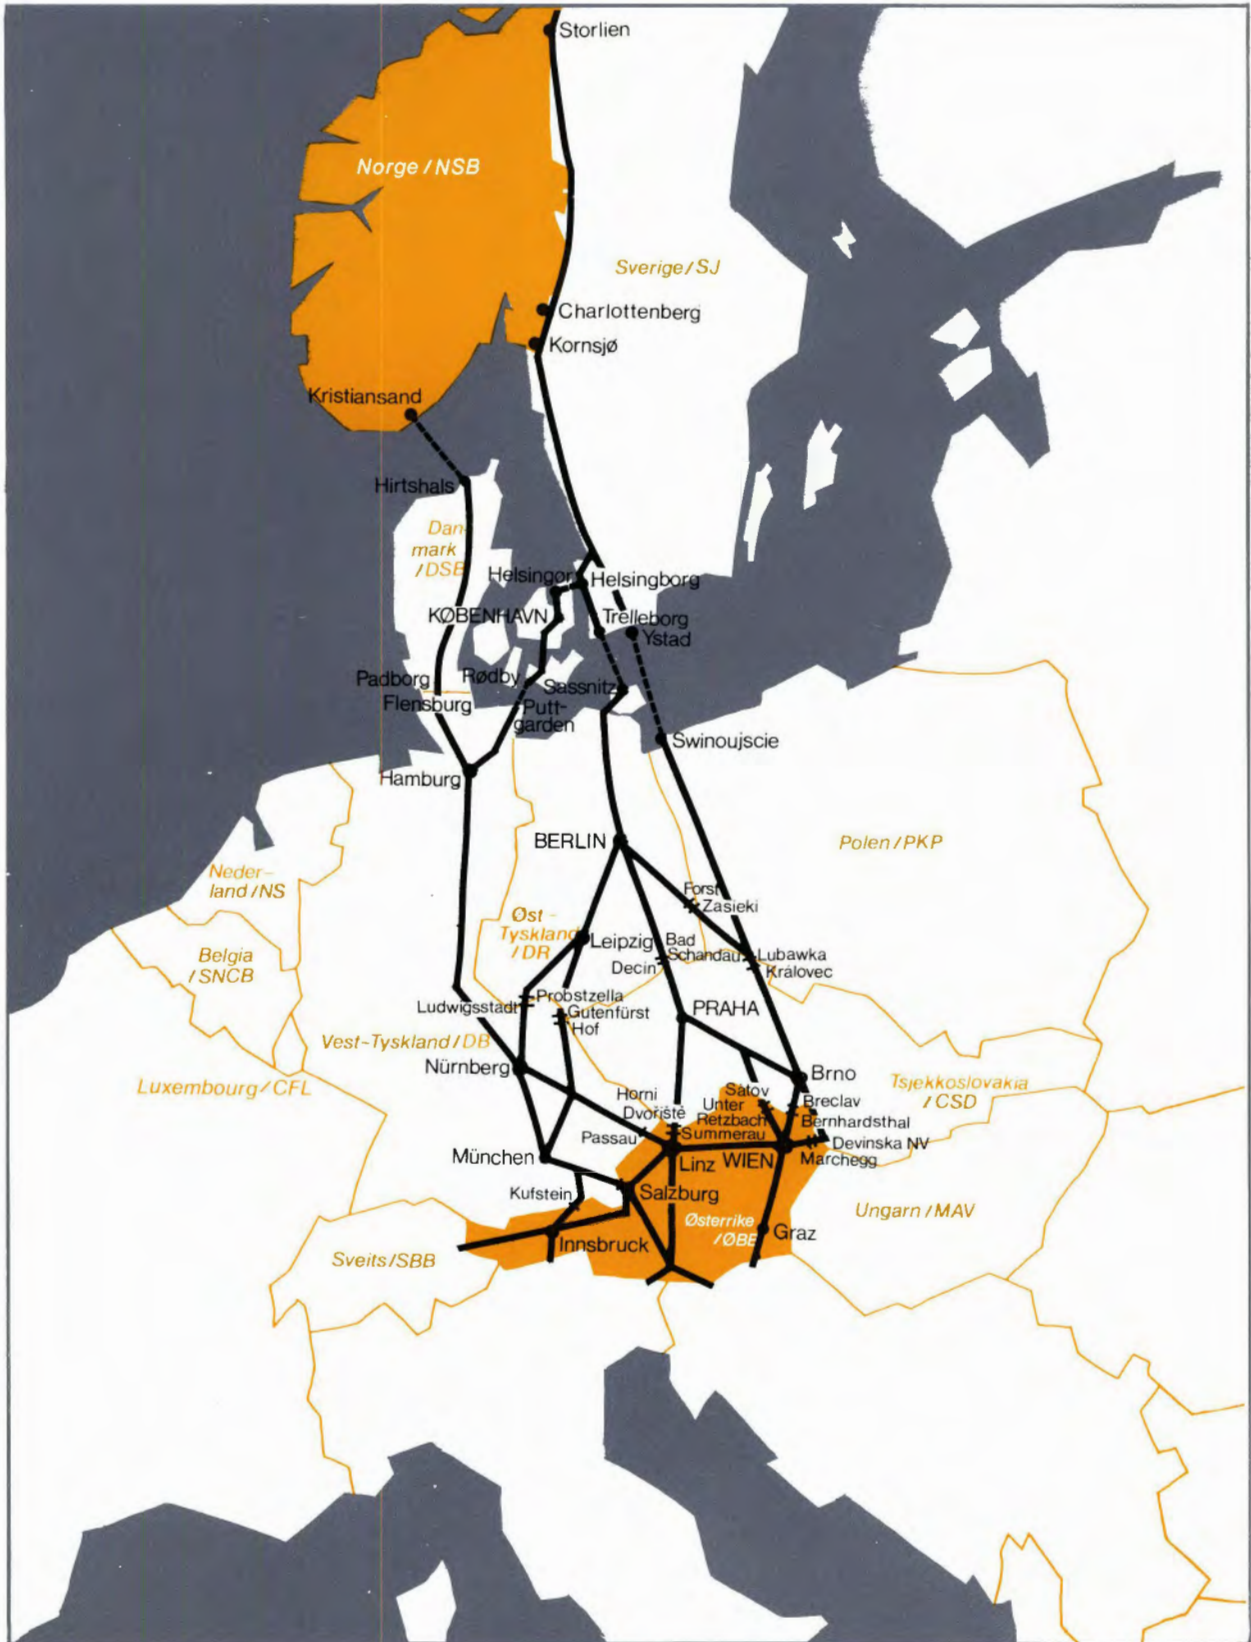 Storlien
Norge / NSB
Sverige / SJ
Charlottenberg
Kornsjø
Kristiansand
Hirtshals
Dan-
mark
/ DSB
Helsingør
Helsingborg
KØBENHAVN
Trelleborg
Ystad
Padborg
Rødby
Sassnitz
Flensburg
Putt-
garden
Swinoujscie
Hamburg
BERLIN
Polen / PKP
Neder-
land / NS
Forst
Zasieki
Øst-
Tyskland
/ DR
Leipzig
Bad
Schandau
Belgia
/ SNCB
Decin
Lubawka
Královec
Probstzella
Ludwigsstadt
Gutenfürst
Hof
PRAHA
Vest-Tyskland / DB
Nürnberg
Luxembourg / CFL
Brno
Tsjekkoslovakia
/ CSD
Horni
Dvořiště
Satov
Unter
Retzbach
Breclav
Bernhardsthal
Passau
Summerau
Devinska NV
Marchegg
München
Linz
WIEN
Kufstein
Salzburg
Østerrike
/ ØBB
Graz
Ungarn / MAV
Innsbruck
Sveits / SBB